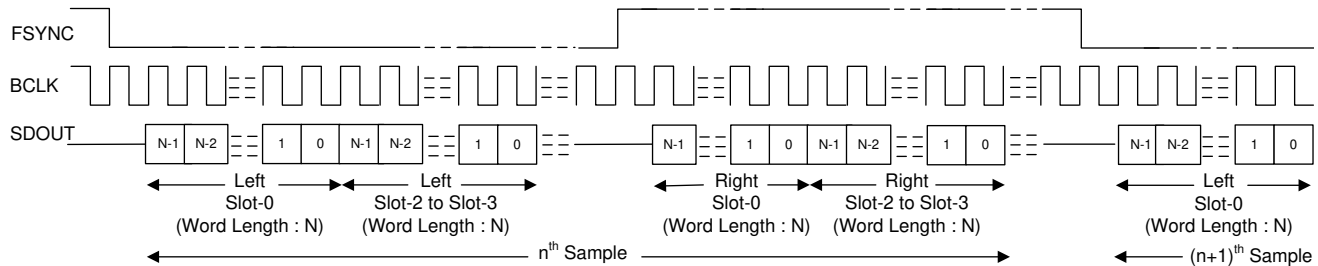 FSYNC
BCLK
SDOUT
N-1 N-2 1 0 N-1 N-2 1 0 N-1 1 0 N-1 N-2 1 0 N-1 N-2 1 0
Left Left Right Right Left
Slot-0 Slot-2 to Slot-3 Slot-0 Slot-2 to Slot-3 Slot-0
(Word Length : N) (Word Length : N) (Word Length : N) (Word Length : N) (Word Length : N)
nth Sample (n+1)th Sample